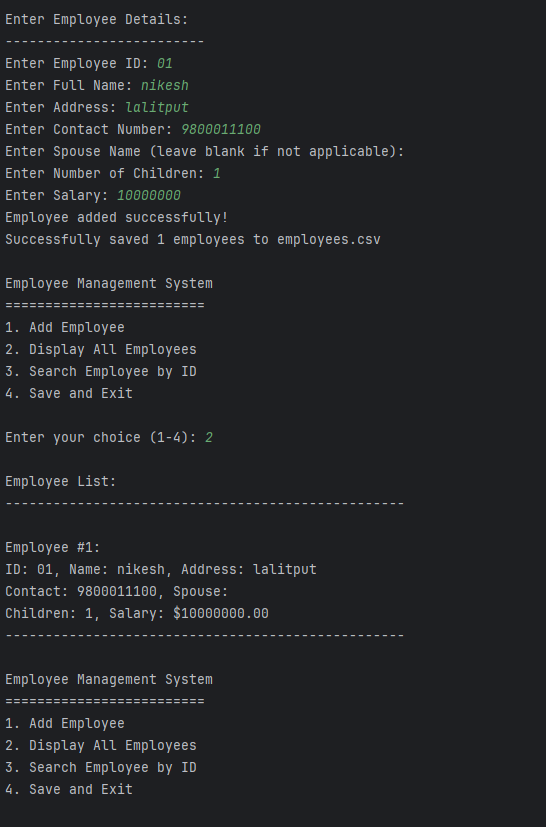 Enter Employee Details:
-------------------------
Enter Employee ID: 01
Enter Full Name: nikesh
Enter Address: lalitput
Enter Contact Number: 9800011100
Enter Spouse Name (leave blank if not applicable):
Enter Number of Children: 1
Enter Salary: 10000000
Employee added successfully!
Successfully saved 1 employees to employees.csv
Employee Management System
=========================
1. Add Employee
2. Display All Employees
3. Search Employee by ID
4. Save and Exit
Enter your choice (1-4): 2
Employee List:
--------------------------------------------------
Employee #1:
ID: 01, Name: nikesh, Address: lalitput
Contact: 9800011100, Spouse:
Children: 1, Salary: $10000000.00
--------------------------------------------------
Employee Management System
=========================
1. Add Employee
2. Display All Employees
3. Search Employee by ID
4. Save and Exit